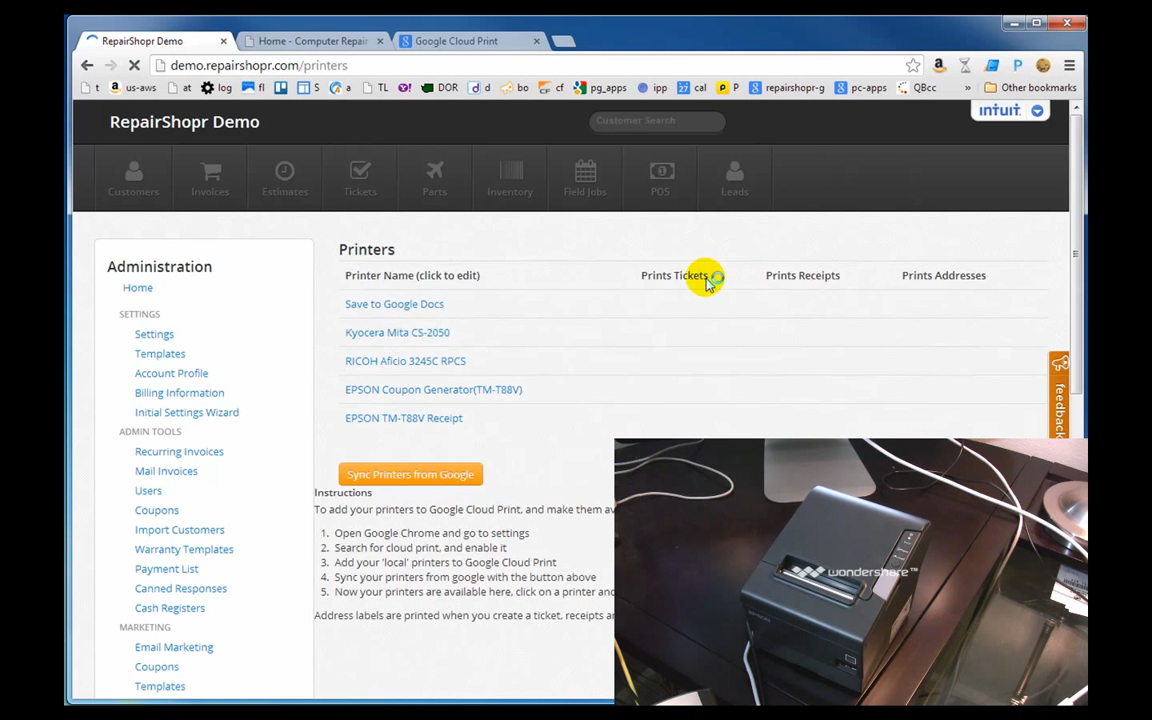 RepairShopr Demo
Home - Computer Repair
Google Cloud Print
demo.repairshopr.com/printers
t
us-aws
at
log
fl
S
a
TL
DOR
d
bo
cf
pg_apps
ipp
cal
P
repairshopr-g
pc-apps
QBcc
»
Other bookmarks
RepairShopr Demo
Customer Search
intuit.
Customers
Invoices
Estimates
Tickets
Parts
Inventory
Field Jobs
POS
Leads
Administration
Home
SETTINGS
Settings
Templates
Account Profile
Billing Information
Initial Settings Wizard
ADMIN TOOLS
Recurring Invoices
Mail Invoices
Users
Coupons
Import Customers
Warranty Templates
Payment List
Canned Responses
Cash Registers
MARKETING
Email Marketing
Coupons
Templates
Printers
Printer Name (click to edit)
Prints Tickets
Prints Receipts
Prints Addresses
Save to Google Docs
Kyocera Mita CS-2050
RICOH Aficio 3245C RPCS
EPSON Coupon Generator(TM-T88V)
EPSON TM-T88V Receipt
Sync Printers from Google
Instructions
To add your printers to Google Cloud Print, and make them av
1. Open Google Chrome and go to settings
2. Search for cloud print, and enable it
3. Add your 'local' printers to Google Cloud Print
4. Sync your printers from google with the button above
5. Now your printers are available here, click on a printer and
Address labels are printed when you create a ticket, receipts ar
feedback
wondershare™